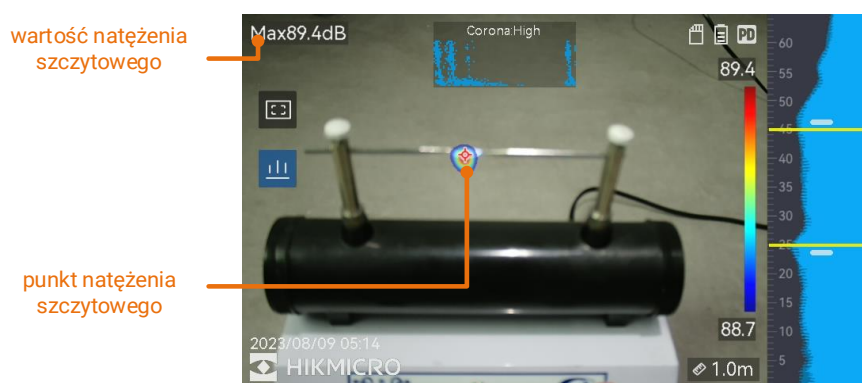 wartość natężenia
szczytowego
Max89.4dB
Corona:High
PD
89.4
60
55
50
45
40
35
30
25
20
15
10
5
punkt natężenia
szczytowego
88.7
2023/08/09 05:14
HIKMICRO
1.0m